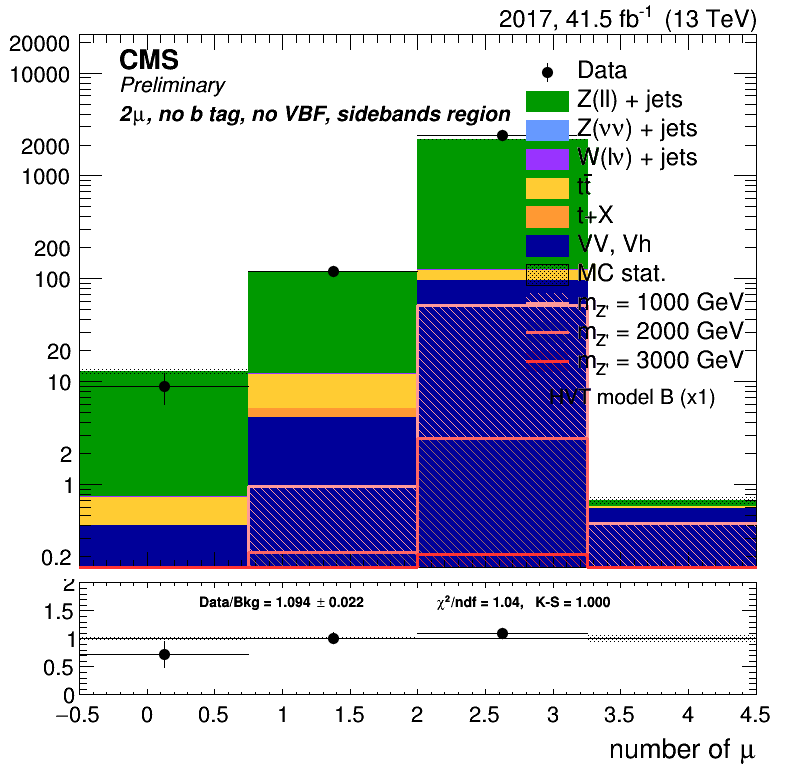 2017, 41.5 fb⁻¹ (13 TeV)
CMS
Preliminary
2μ, no b tag, no VBF, sidebands region
Data
Z(ll) + jets
Z(νν) + jets
W(lν) + jets
tt̄
t+X
VV, Vh
MC stat.
m_Z' = 1000 GeV
m_Z' = 2000 GeV
m_Z' = 3000 GeV
HVT model B (x1)
20000
10000
2000
1000
200
100
20
10
2
1
0.2
Data/Bkg = 1.094 ± 0.022
χ²/ndf = 1.04, K-S = 1.000
2
1.5
1
0.5
0
−0.5 0 0.5 1 1.5 2 2.5 3 3.5 4 4.5
number of μ